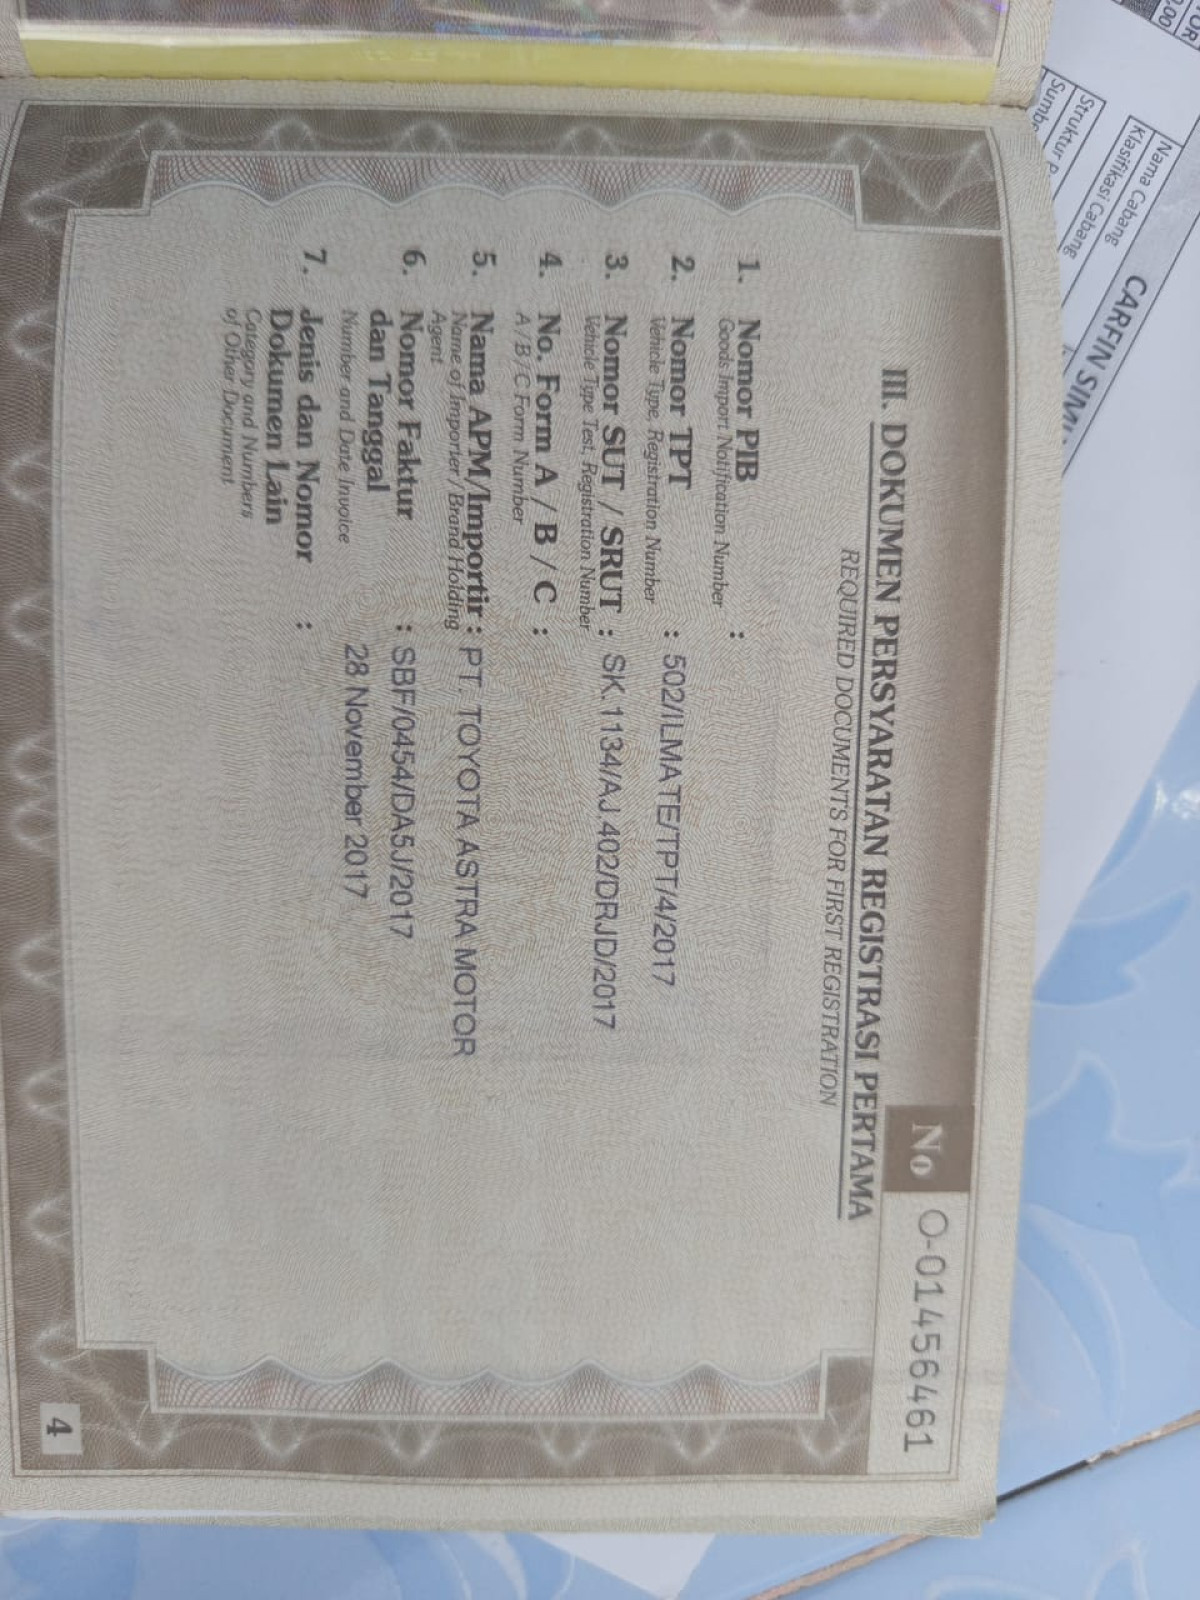 No O-01456461
III. DOKUMEN PERSYARATAN REGISTRASI PERTAMA
REQUIRED DOCUMENTS FOR FIRST REGISTRATION
1. Nomor PIB :
Goods Import Notification Number
2. Nomor TPT : 502/ILMATE/TPT/4/2017
Vehicle Type, Registration Number
3. Nomor SUT / SRUT : SK.1134/AJ.402/DRJD/2017
Vehicle Type Test, Registration Number
4. No. Form A / B / C :
A / B / C Form Number
5. Nama APM/Importir : PT. TOYOTA ASTRA MOTOR
Name of Importer / Brand Holding
Agent
6. Nomor Faktur : SBF/0454/DA5J/2017
dan Tanggal 28 November 2017
Number and Date Invoice
7. Jenis dan Nomor :
Dokumen Lain
Category and Numbers
of Other Document
4
CARFIN
Nama Cabang
Klasifikasi Cabang
Struktur